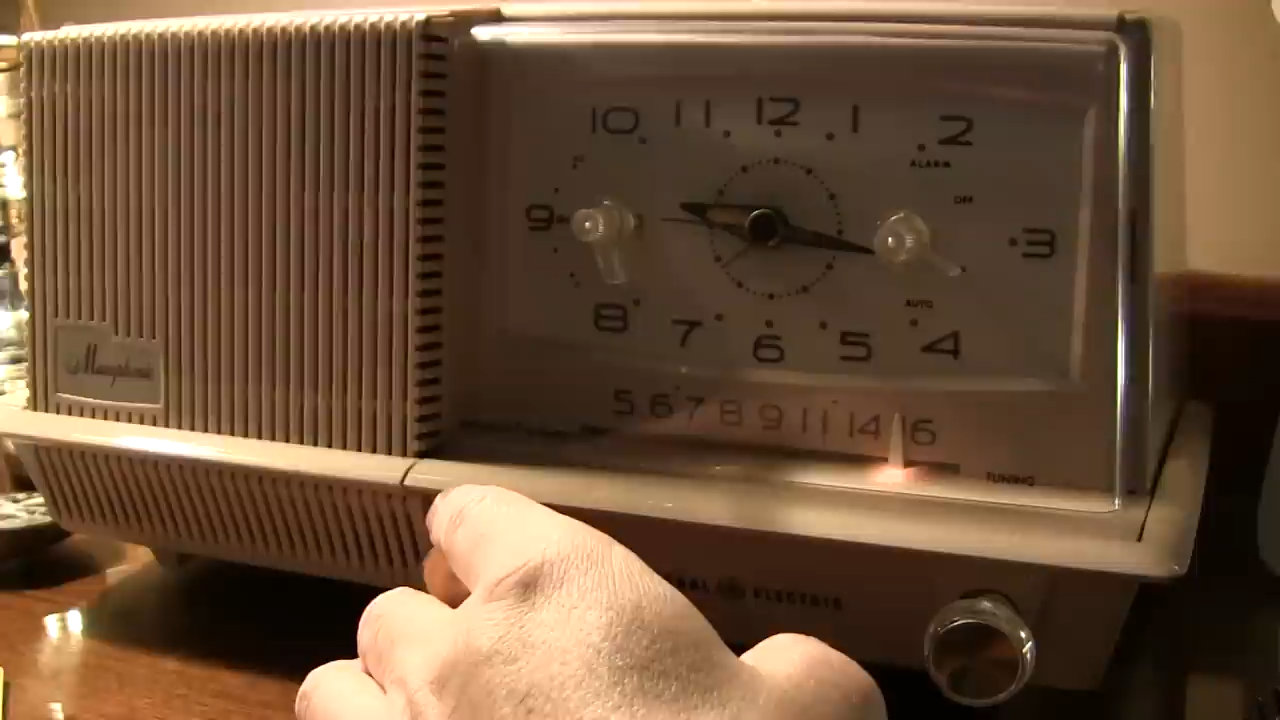 10 11 12 1 2
ALARM
OFF
9 3
AUTO
8 7 6 5 4
5 6 7 8 9 11 14 16
TUNING
Musaphonic
ELECTRIC